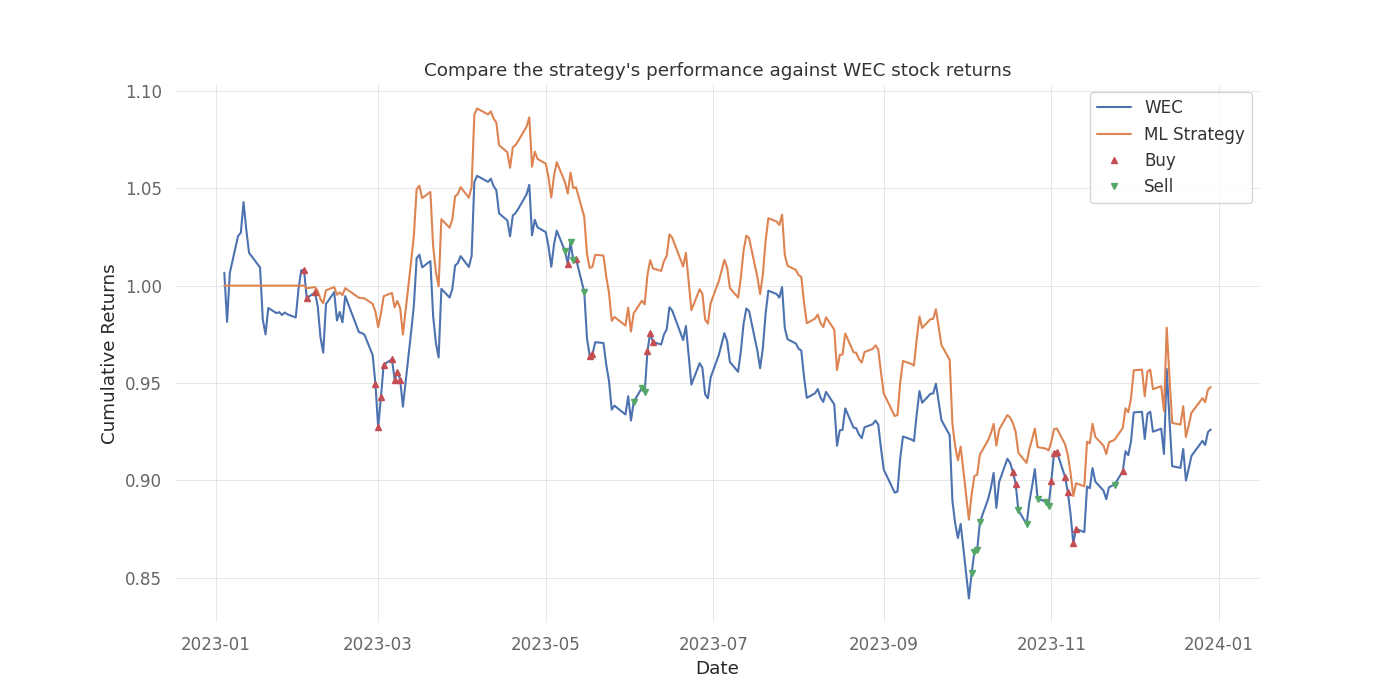 Compare the strategy's performance against WEC stock returns
WEC
ML Strategy
Buy
Sell
Cumulative Returns
1.10
1.05
1.00
0.95
0.90
0.85
2023-01
2023-03
2023-05
2023-07
2023-09
2023-11
2024-01
Date